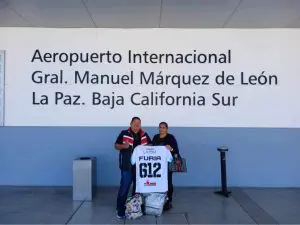 Aeropuerto Internacional
Gral. Manuel Márquez de León
La Paz. Baja California Sur
FURIA
612